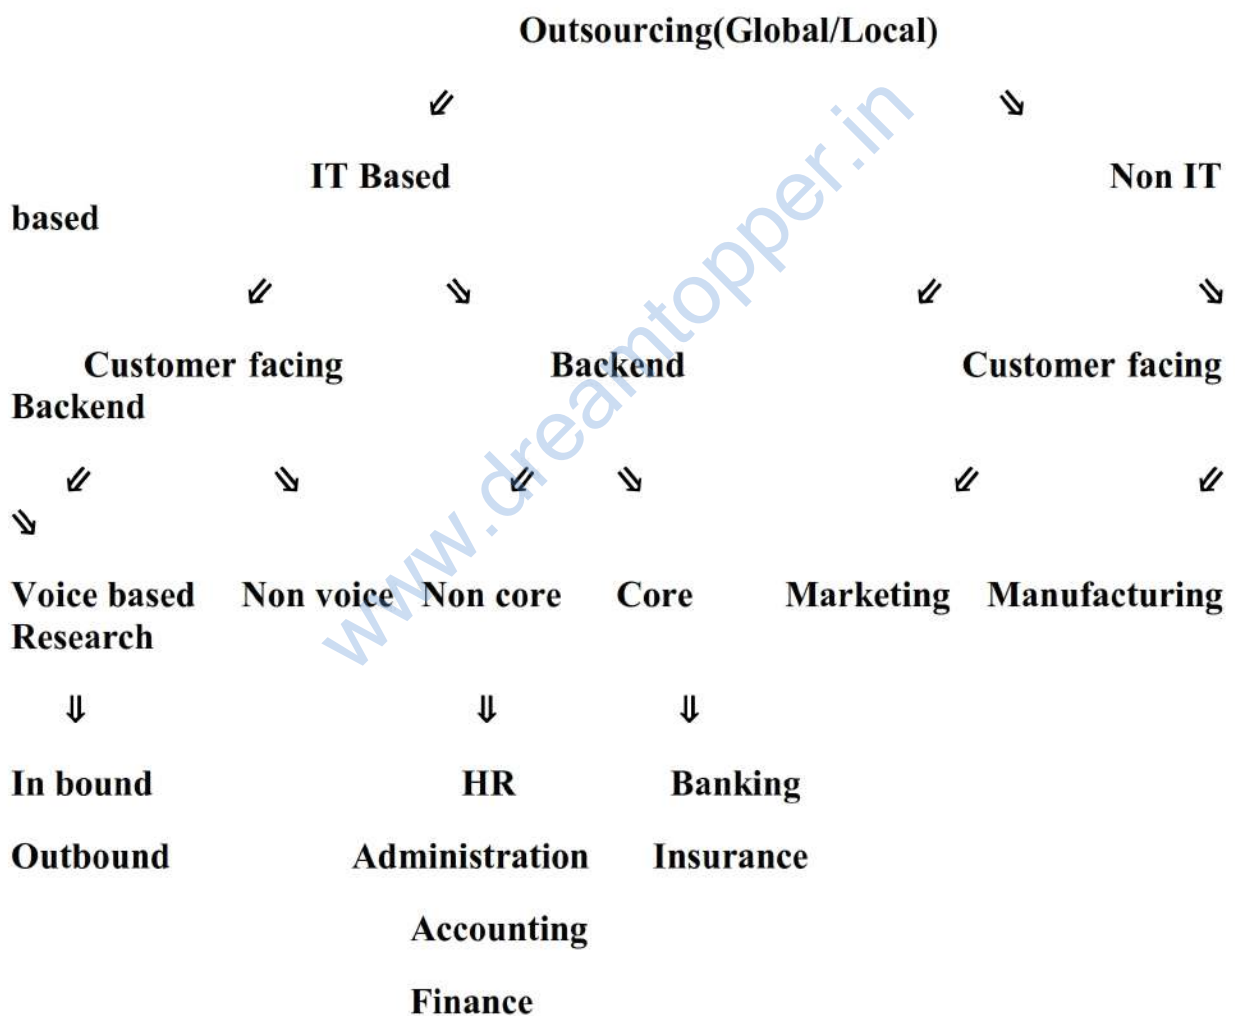 Outsourcing(Global/Local)
⇙ ⇘
IT Based Non IT
based
⇙ ⇘ ⇙ ⇘
Customer facing Backend Customer facing
Backend
⇙ ⇘ ⇙ ⇘ ⇙ ⇙
⇘
Voice based Non voice Non core Core Marketing Manufacturing
Research
⇓ ⇓ ⇓
In bound HR Banking
Outbound Administration Insurance
Accounting
Finance
www.dreamtopper.in